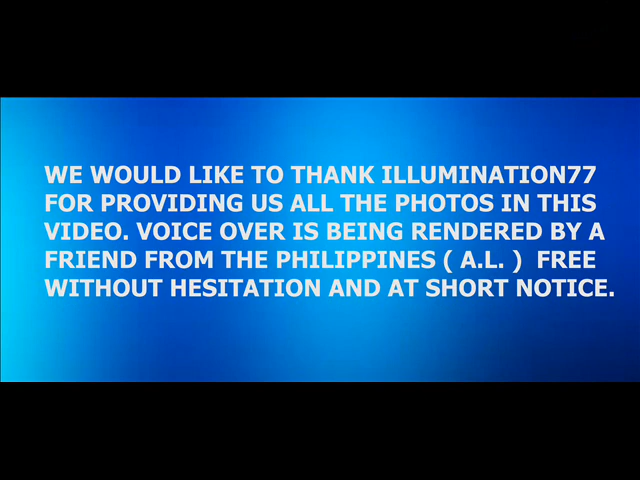 WE WOULD LIKE TO THANK ILLUMINATION77
FOR PROVIDING US ALL THE PHOTOS IN THIS
VIDEO. VOICE OVER IS BEING RENDERED BY A
FRIEND FROM THE PHILIPPINES ( A.L. )  FREE
WITHOUT HESITATION AND AT SHORT NOTICE.